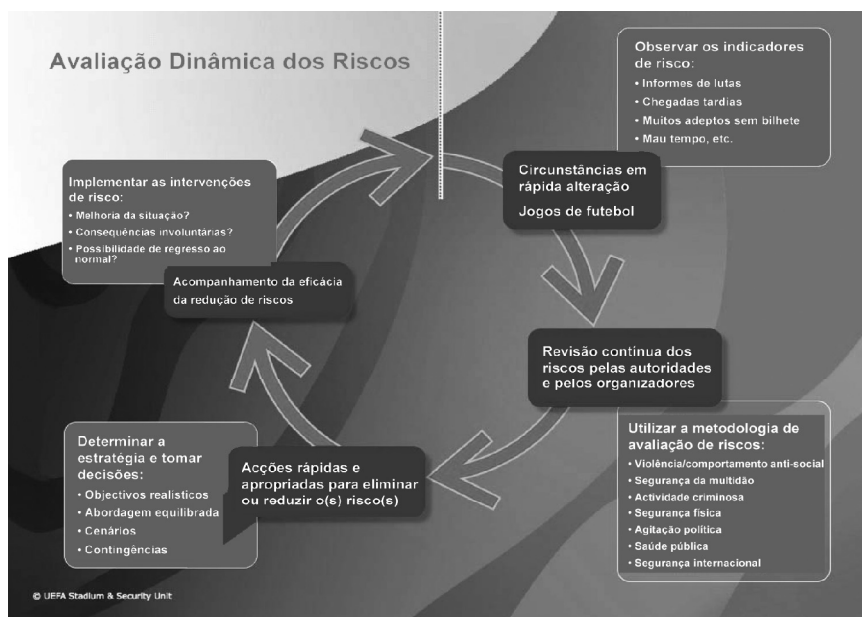 Avaliação Dinâmica dos Riscos
Observar os indicadores
de risco:
• Informes de lutas
• Chegadas tardias
• Muitos adeptos sem bilhete
• Mau tempo, etc.
Circunstâncias em
rápida alteração
Jogos de futebol
Revisão contínua dos
riscos pelas autoridades
e pelos organizadores
Utilizar a metodologia de
avaliação de riscos:
• Violência/comportamento anti-social
• Segurança da multidão
• Actividade criminosa
• Segurança física
• Agitação política
• Saúde pública
• Segurança internacional
Acções rápidas e
apropriadas para eliminar
ou reduzir o(s) risco(s)
Determinar a
estratégia e tomar
decisões:
• Objectivos realísticos
• Abordagem equilibrada
• Cenários
• Contingências
Acompanhamento da eficácia
da redução de riscos
Implementar as intervenções
de risco:
• Melhoria da situação?
• Consequências involuntárias?
• Possibilidade de regresso ao
normal?
© UEFA Stadium & Security Unit